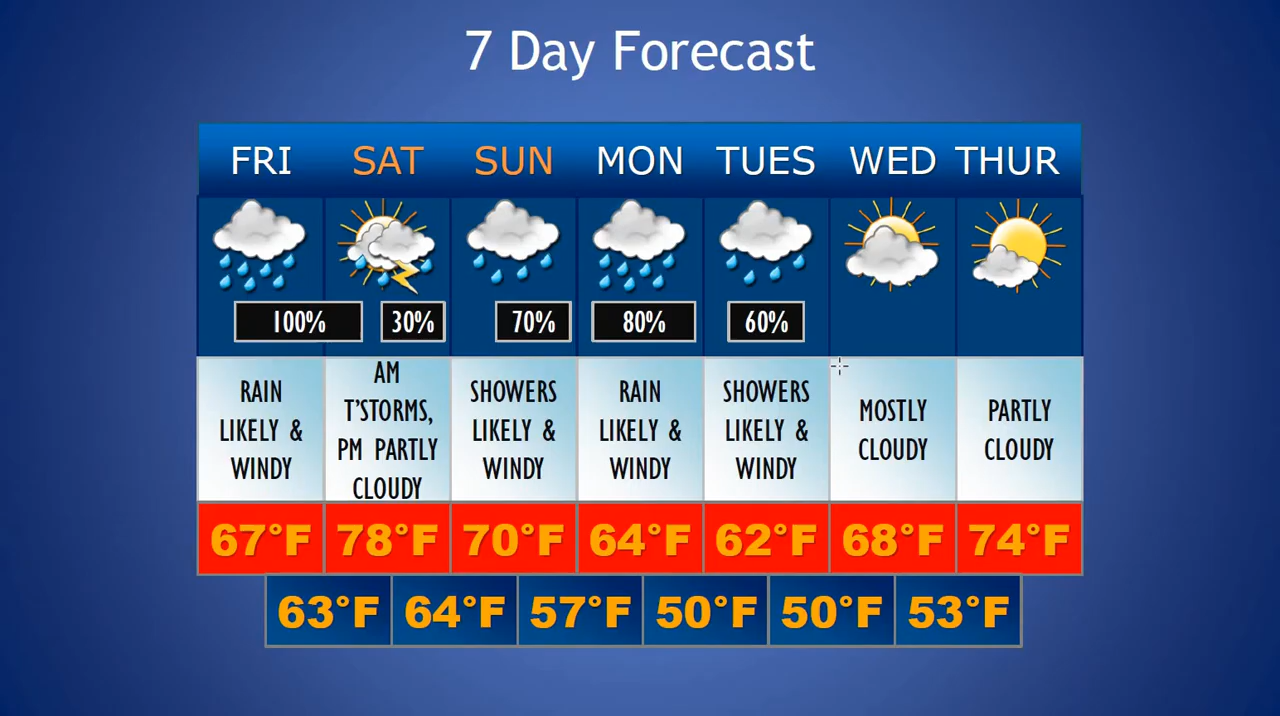 7 Day Forecast
FRI SAT SUN MON TUES WED THUR
100% 30% 70% 80% 60%
RAIN
LIKELY &
WINDY
AM
T'STORMS,
PM PARTLY
CLOUDY
SHOWERS
LIKELY &
WINDY
RAIN
LIKELY &
WINDY
SHOWERS
LIKELY &
WINDY
MOSTLY
CLOUDY
PARTLY
CLOUDY
67°F 78°F 70°F 64°F 62°F 68°F 74°F
63°F 64°F 57°F 50°F 50°F 53°F